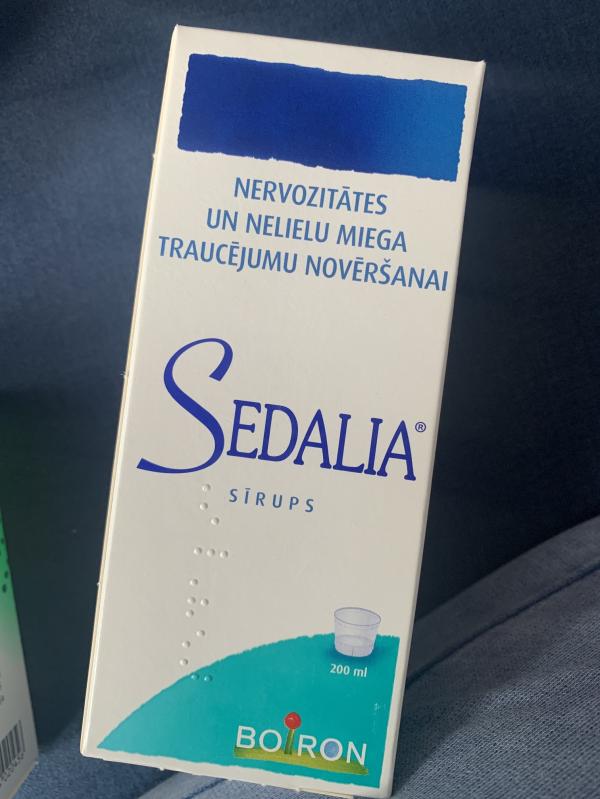 NERVOZITĀTES
UN NELIELU MIEGA
TRAUCĒJUMU NOVĒRŠANAI
SEDALIA®
SĪRUPS
200 ml
BOIRON